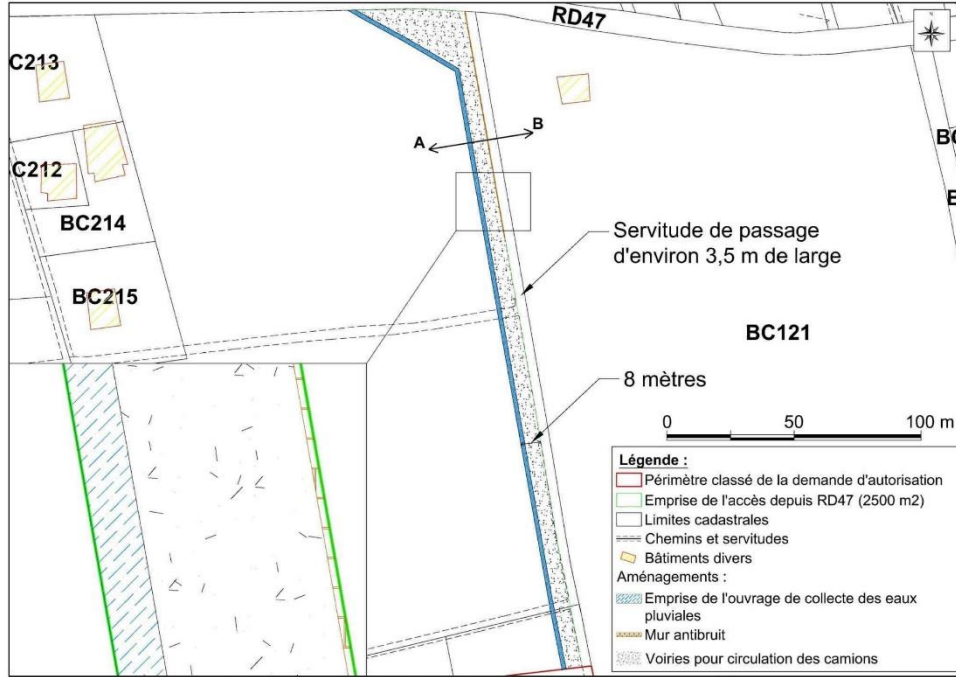 RD47
C213
B
A
BC
C212
B
BC214
Servitude de passage
d'environ 3,5 m de large
BC215
BC121
8 mètres
0 50 100 m
Légende :
Périmètre classé de la demande d'autorisation
Emprise de l'accès depuis RD47 (2500 m2)
Limites cadastrales
Chemins et servitudes
Bâtiments divers
Aménagements :
Emprise de l'ouvrage de collecte des eaux
pluviales
Mur antibruit
Voiries pour circulation des camions